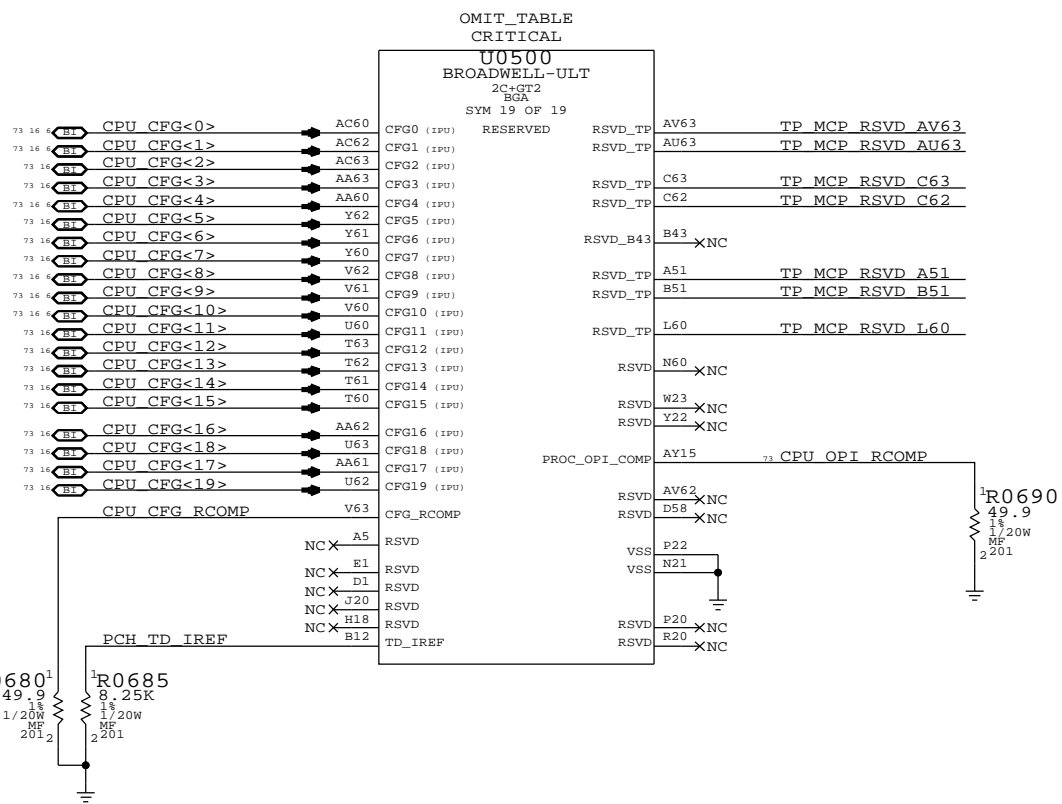 OMIT_TABLE
CRITICAL
U0500
BROADWELL-ULT
2C+GT2
BGA
SYM 19 OF 19
RESERVED
73 16 6 BI CPU_CFG<0> AC60 CFG0 (IPU)
73 16 6 BI CPU_CFG<1> AC62 CFG1 (IPU)
73 16 BI CPU_CFG<2> AC63 CFG2 (IPU)
73 16 6 BI CPU_CFG<3> AA63 CFG3 (IPU)
73 16 6 BI CPU_CFG<4> AA60 CFG4 (IPU)
73 16 BI CPU_CFG<5> Y62 CFG5 (IPU)
73 16 BI CPU_CFG<6> Y61 CFG6 (IPU)
73 16 BI CPU_CFG<7> Y60 CFG7 (IPU)
73 16 6 BI CPU_CFG<8> V62 CFG8 (IPU)
73 16 6 BI CPU_CFG<9> V61 CFG9 (IPU)
73 16 6 BI CPU_CFG<10> V60 CFG10 (IPU)
73 16 BI CPU_CFG<11> U60 CFG11 (IPU)
73 16 BI CPU_CFG<12> T63 CFG12 (IPU)
73 16 BI CPU_CFG<13> T62 CFG13 (IPU)
73 16 BI CPU_CFG<14> T61 CFG14 (IPU)
73 16 BI CPU_CFG<15> T60 CFG15 (IPU)
73 16 BI CPU_CFG<16> AA62 CFG16 (IPU)
73 16 BI CPU_CFG<18> U63 CFG18 (IPU)
73 16 BI CPU_CFG<17> AA61 CFG17 (IPU)
73 16 BI CPU_CFG<19> U62 CFG19 (IPU)
CPU_CFG_RCOMP V63 CFG_RCOMP
NC A5 RSVD
NC E1 RSVD
NC D1 RSVD
NC J20 RSVD
NC H18 RSVD
PCH_TD_IREF B12 TD_IREF
RSVD_TP AV63 TP_MCP_RSVD_AV63
RSVD_TP AU63 TP_MCP_RSVD_AU63
RSVD_TP C63 TP_MCP_RSVD_C63
RSVD_TP C62 TP_MCP_RSVD_C62
RSVD_B43 B43 NC
RSVD_TP A51 TP_MCP_RSVD_A51
RSVD_TP B51 TP_MCP_RSVD_B51
RSVD_TP L60 TP_MCP_RSVD_L60
RSVD N60 NC
RSVD W23 NC
RSVD Y22 NC
PROC_OPI_COMP AY15 73 CPU_OPI_RCOMP
RSVD AV62 NC
RSVD D58 NC
VSS P22
VSS N21
RSVD P20 NC
RSVD R20 NC
1 R0690
49.9
1%
1/20W
MF
2 201
0680 1
49.9
1%
1/20W
MF
201 2
1 R0685
8.25K
1%
1/20W
MF
2 201